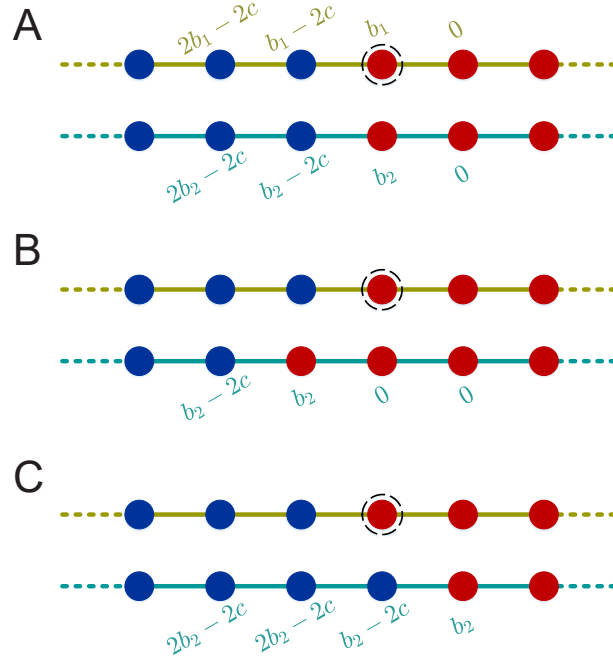 A
2b₁ − 2c b₁ − 2c b₁ 0
2b₂ − 2c b₂ − 2c b₂ 0
B
b₂ − 2c b₂ 0 0
C
2b₂ − 2c 2b₂ − 2c b₂ − 2c b₂